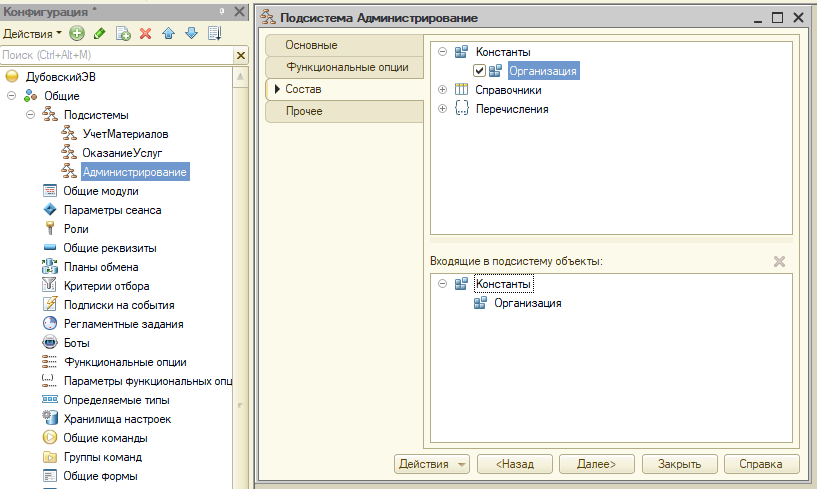 Конфигурация *
Действия
Поиск (Ctrl+Alt+M)
ДубовскийЭВ
Общие
Подсистемы
УчетМатериалов
ОказаниеУслуг
Администрирование
Общие модули
Параметры сеанса
Роли
Общие реквизиты
Планы обмена
Критерии отбора
Подписки на события
Регламентные задания
Боты
Функциональные опции
Параметры функциональных опц
Определяемые типы
Хранилища настроек
Общие команды
Группы команд
Общие формы
Подсистема Администрирование
Основные
Функциональные опции
Состав
Прочее
Константы
Организация
Справочники
Перечисления
Входящие в подсистему объекты:
Константы
Организация
Действия
<Назад
Далее>
Закрыть
Справка